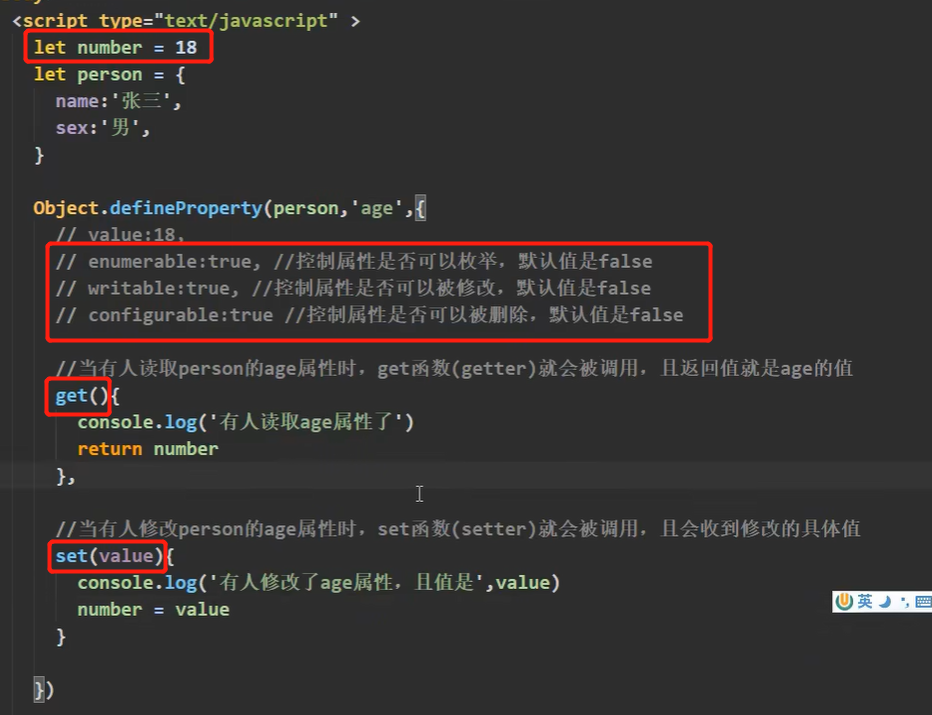 <script type="text/javascript" >
let number = 18
let person = {
name:'张三',
sex:'男',
}
Object.defineProperty(person,'age',{
// value:18,
// enumerable:true, //控制属性是否可以枚举，默认值是false
// writable:true, //控制属性是否可以被修改，默认值是false
// configurable:true //控制属性是否可以被删除，默认值是false
//当有人读取person的age属性时，get函数(getter)就会被调用，且返回值就是age的值
get(){
console.log('有人读取age属性了')
return number
},
//当有人修改person的age属性时，set函数(setter)就会被调用，且会收到修改的具体值
set(value){
console.log('有人修改了age属性，且值是',value)
number = value
}
})
英